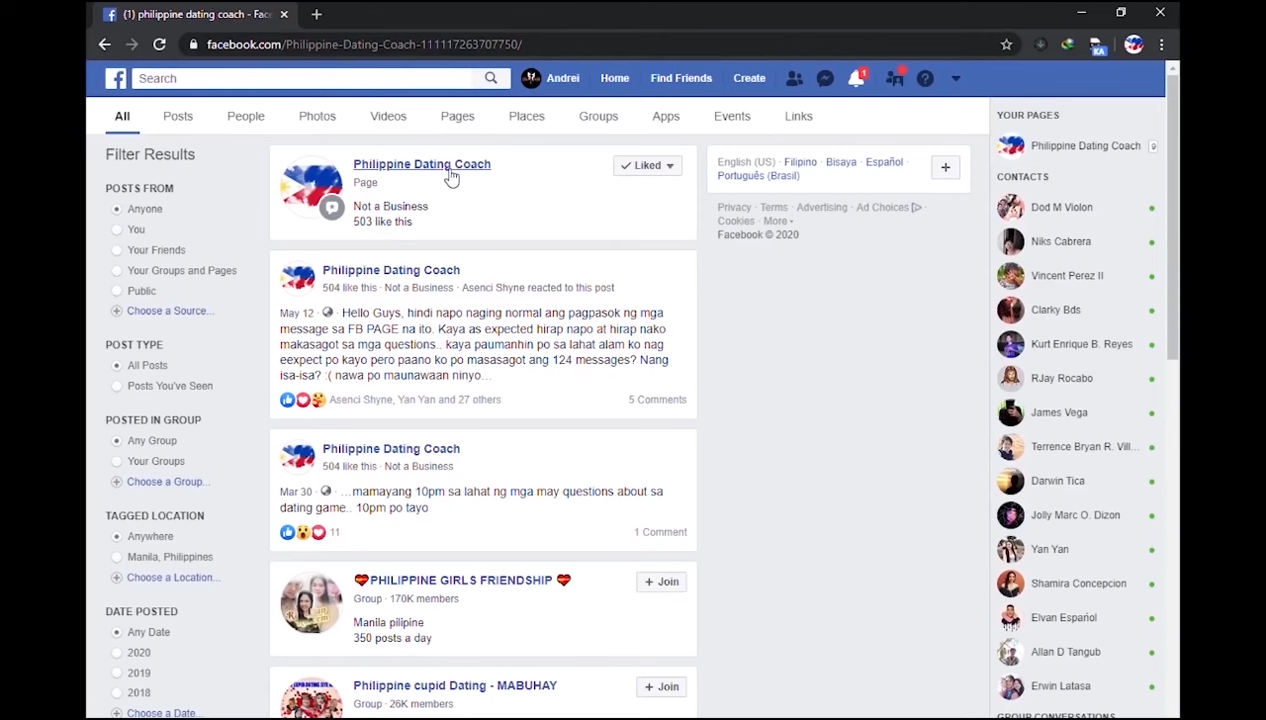 (1) philippine dating coach - Fac
facebook.com/Philippine-Dating-Coach-111117263707750/
KA
Search
Andrei
Home
Find Friends
Create
1
All
Posts
People
Photos
Videos
Pages
Places
Groups
Apps
Events
Links
Filter Results
POSTS FROM
Anyone
You
Your Friends
Your Groups and Pages
Public
Choose a Source...
POST TYPE
All Posts
Posts You've Seen
POSTED IN GROUP
Any Group
Your Groups
Choose a Group...
TAGGED LOCATION
Anywhere
Manila, Philippines
Choose a Location...
DATE POSTED
Any Date
2020
2019
2018
Choose a Date...
Philippine Dating Coach
Page
Not a Business
503 like this
Liked
Philippine Dating Coach
504 like this · Not a Business · Asenci Shyne reacted to this post
May 12 · Hello Guys, hindi napo naging normal ang pagpasok ng mga
message sa FB PAGE na ito. Kaya as expected hirap napo at hirap nako
makasagot sa mga questions.. kaya paumanhin po sa lahat alam ko nag
eexpect po kayo pero paano ko po masasagot ang 124 messages? Nang
isa-isa? :( nawa po maunawaan ninyo...
Asenci Shyne, Yan Yan and 27 others
5 Comments
Philippine Dating Coach
504 like this · Not a Business
Mar 30 · ...mamayang 10pm sa lahat ng mga may questions about sa
dating game.. 10pm po tayo
11
1 Comment
PHILIPPINE GIRLS FRIENDSHIP
Group · 170K members
Manila pilipine
350 posts a day
+ Join
Philippine cupid Dating - MABUHAY
Group · 26K members
+ Join
English (US) · Filipino · Bisaya · Español ·
Português (Brasil)
Privacy · Terms · Advertising · Ad Choices ·
Cookies · More
Facebook © 2020
YOUR PAGES
Philippine Dating Coach
CONTACTS
Dod M Violon
Niks Cabrera
Vincent Perez II
Clarky Bds
Kurt Enrique B. Reyes
RJay Rocabo
James Vega
Terrence Bryan R. Vill...
Darwin Tica
Jolly Marc O. Dizon
Yan Yan
Shamira Concepcion
Elvan Español
Allan D Tangub
Erwin Latasa
GROUP CONVERSATIONS